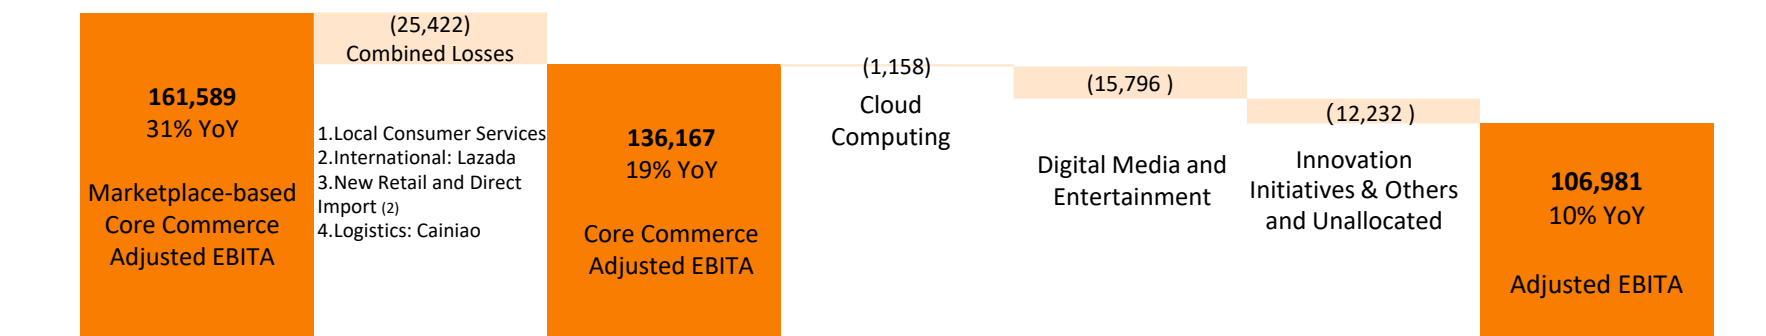 161,589
31% YoY
Marketplace-based
Core Commerce
Adjusted EBITA
(25,422)
Combined Losses
1.Local Consumer Services
2.International: Lazada
3.New Retail and Direct
Import (2)
4.Logistics: Cainiao
136,167
19% YoY
Core Commerce
Adjusted EBITA
(1,158)
Cloud
Computing
(15,796 )
Digital Media and
Entertainment
(12,232 )
Innovation
Initiatives & Others
and Unallocated
106,981
10% YoY
Adjusted EBITA